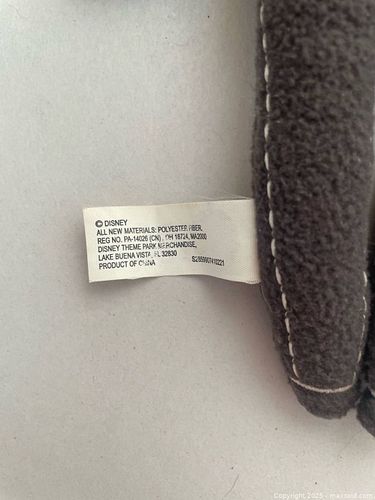 © DISNEY
ALL NEW MATERIALS: POLYESTER FIBER,
REG NO. PA-14026 (CN), OH 18724, MA2000
DISNEY THEME PARK MERCHANDISE,
LAKE BUENA VISTA, FL 32830
PRODUCT OF CHINA
Copyright 2025 - maxsold.com